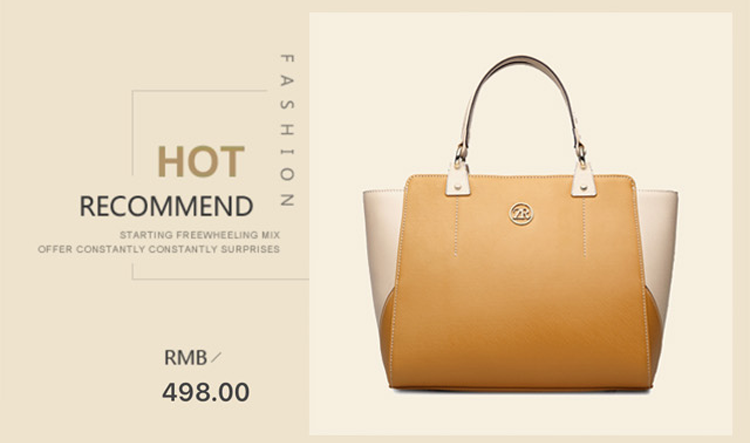 FASHION
HOT
RECOMMEND
STARTING FREEWHEELING MIX
OFFER CONSTANTLY CONSTANTLY SURPRISES
RMB/
498.00